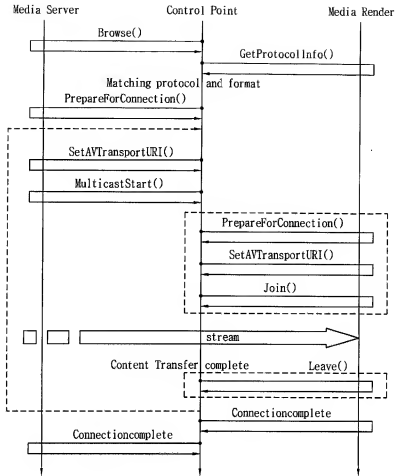 Media Server Control Point Media Render
Browse()
GetProtocolInfo()
Matching protocol and format
PrepareForConnection()
SetAVTransportURI()
MulticastStart()
PrepareForConnection()
SetAVTransportURI()
Join()
stream
Content Transfer complete Leave()
Connectioncomplete
Connectioncomplete